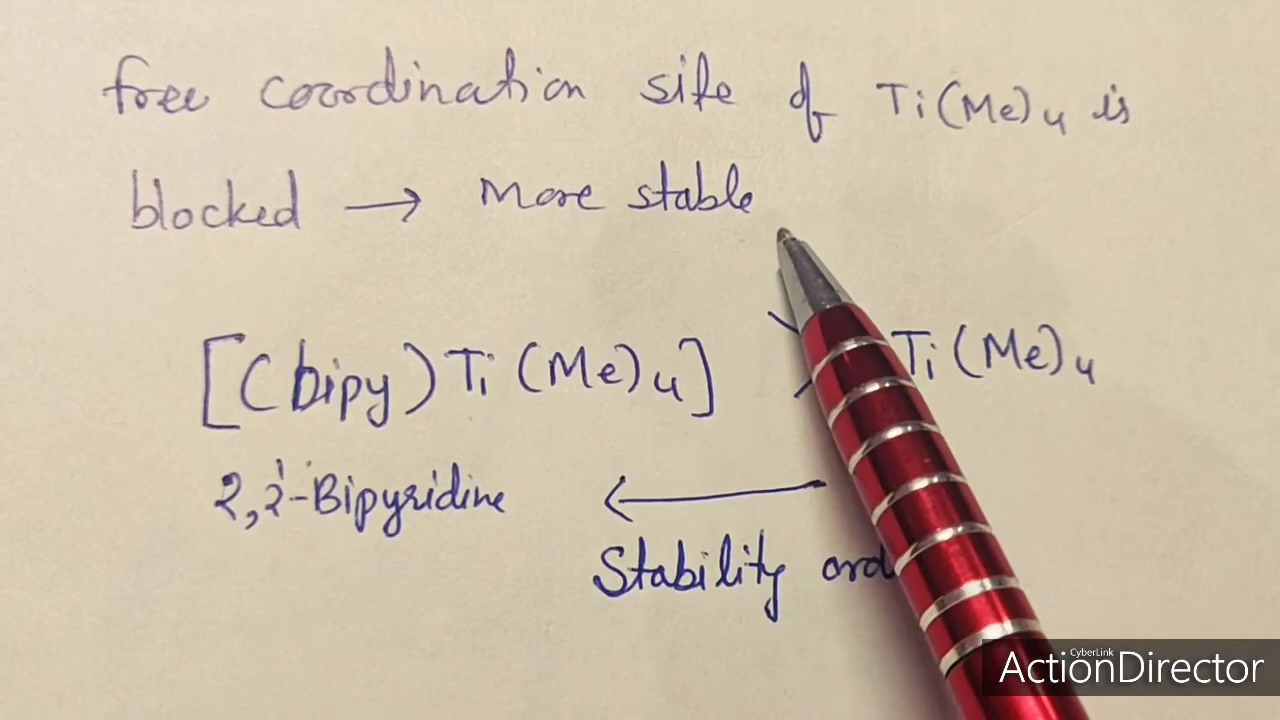 free coordination site of Ti(Me)₄ is
blocked → More stable
[(bipy)Ti(Me)₄] > Ti(Me)₄
2,2'-Bipyridine ←
Stability
CyberLink
ActionDirector